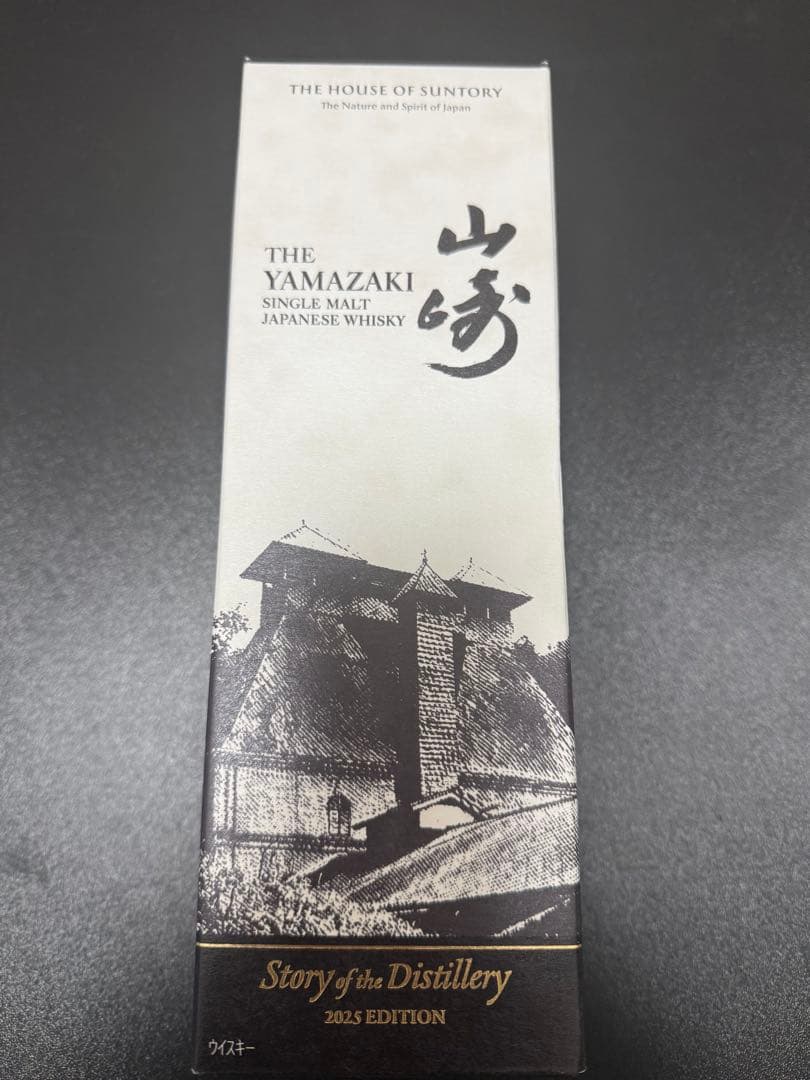 THE HOUSE OF SUNTORY
The Nature and Spirit of Japan
山崎
THE
YAMAZAKI
SINGLE MALT
JAPANESE WHISKY
Story of the Distillery
2025 EDITION
ウイスキー